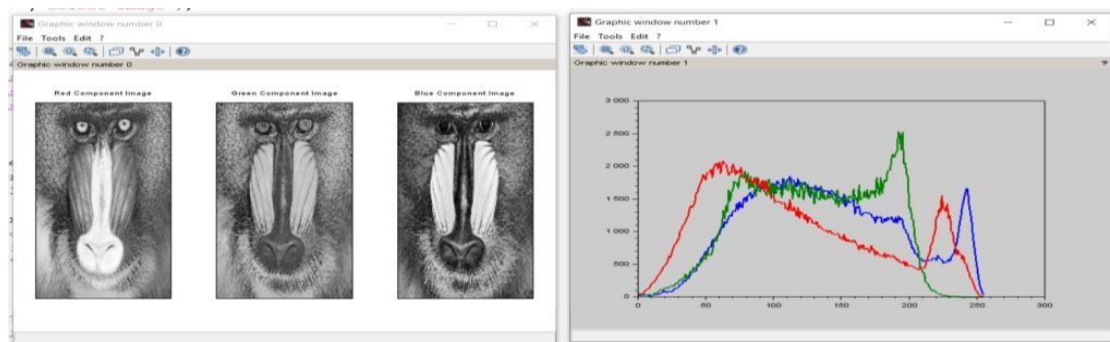 Graphic window number 0
File Tools Edit ?
Graphic window number 0
Red Component Image
Green Component Image
Blue Component Image
Graphic window number 1
File Tools Edit ?
Graphic window number 1
3 000
2 500
2 000
1 500
1 000
500
0
0 50 100 150 200 250 300